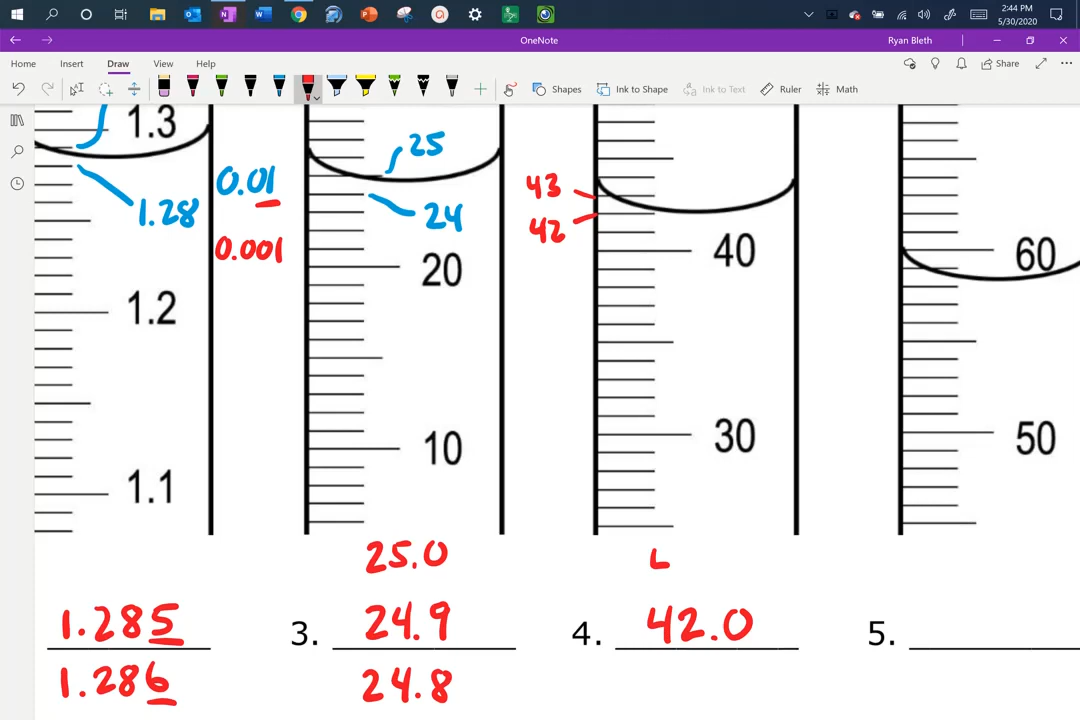 2:44 PM
5/30/2020
OneNote
Ryan Bleth
Home Insert Draw View Help
Share
Shapes
Ink to Shape
Ink to Text
Ruler
Math
1.3
1.28
1.2
1.1
0.01
0.001
25
24
20
10
43
42
40
30
60
50
25.0
1.285
3. 24.9
4. 42.0
5.
1.286
24.8